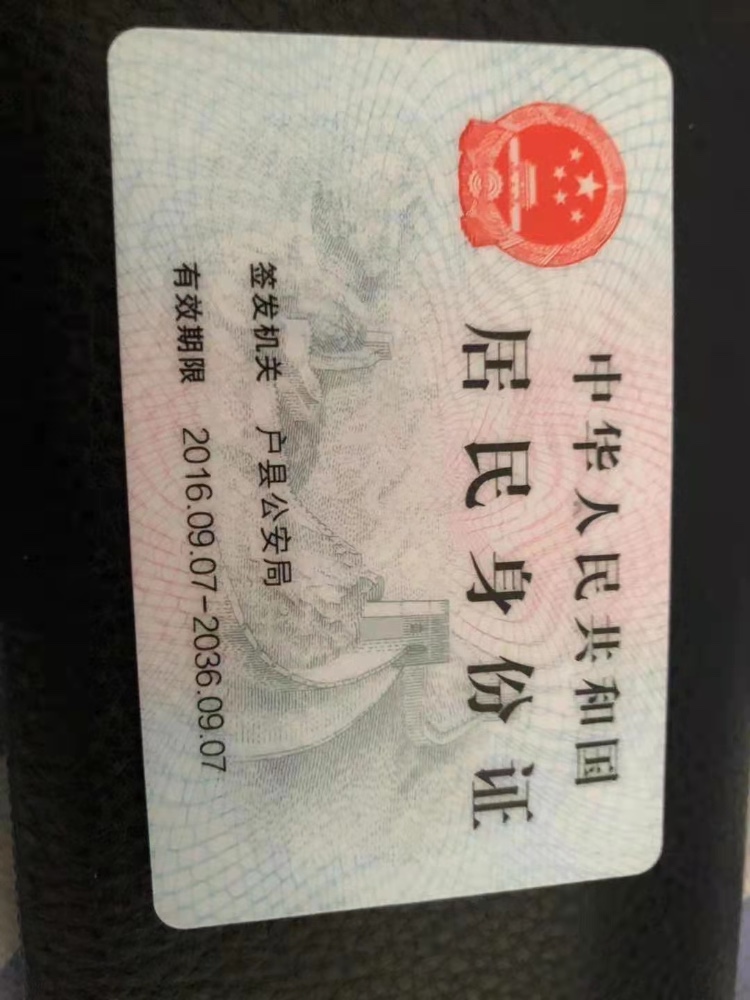 中华人民共和国
居民身份证
签发机关 户县公安局
有效期限 2016.09.07-2036.09.07